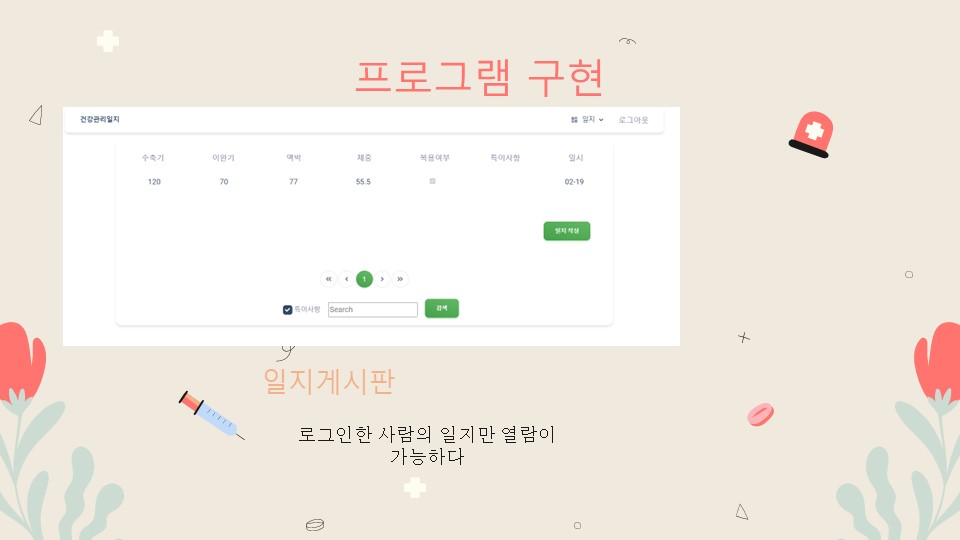 프로그램 구현
건강관리일지 일지 로그아웃
수축기 이완기 맥박 체중 복용여부 특이사항 일시
120 70 77 55.5 02-19
일지 작성
« ‹ 1 › »
특이사항 Search 검색
일지게시판
로그인한 사람의 일지만 열람이
가능하다